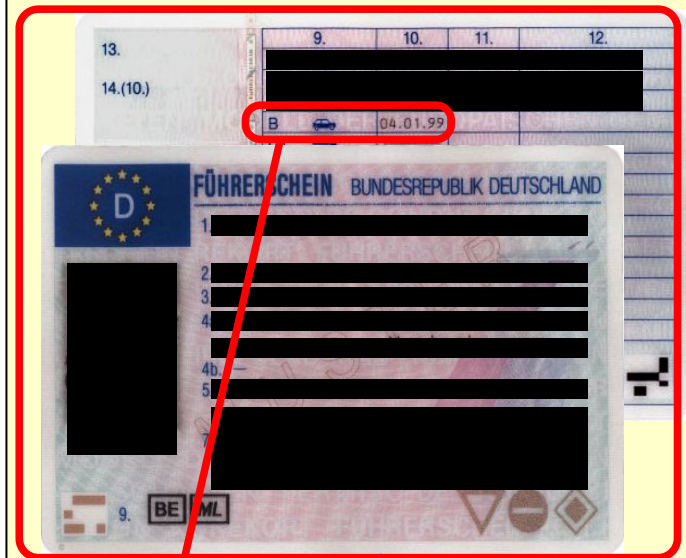 9. 10. 11. 12.
13.
14.(10.)
B 04.01.99
D FÜHRERSCHEIN BUNDESREPUBLIK DEUTSCHLAND
1.
2.
3.
4
4b. —
5
7
9. BE ML